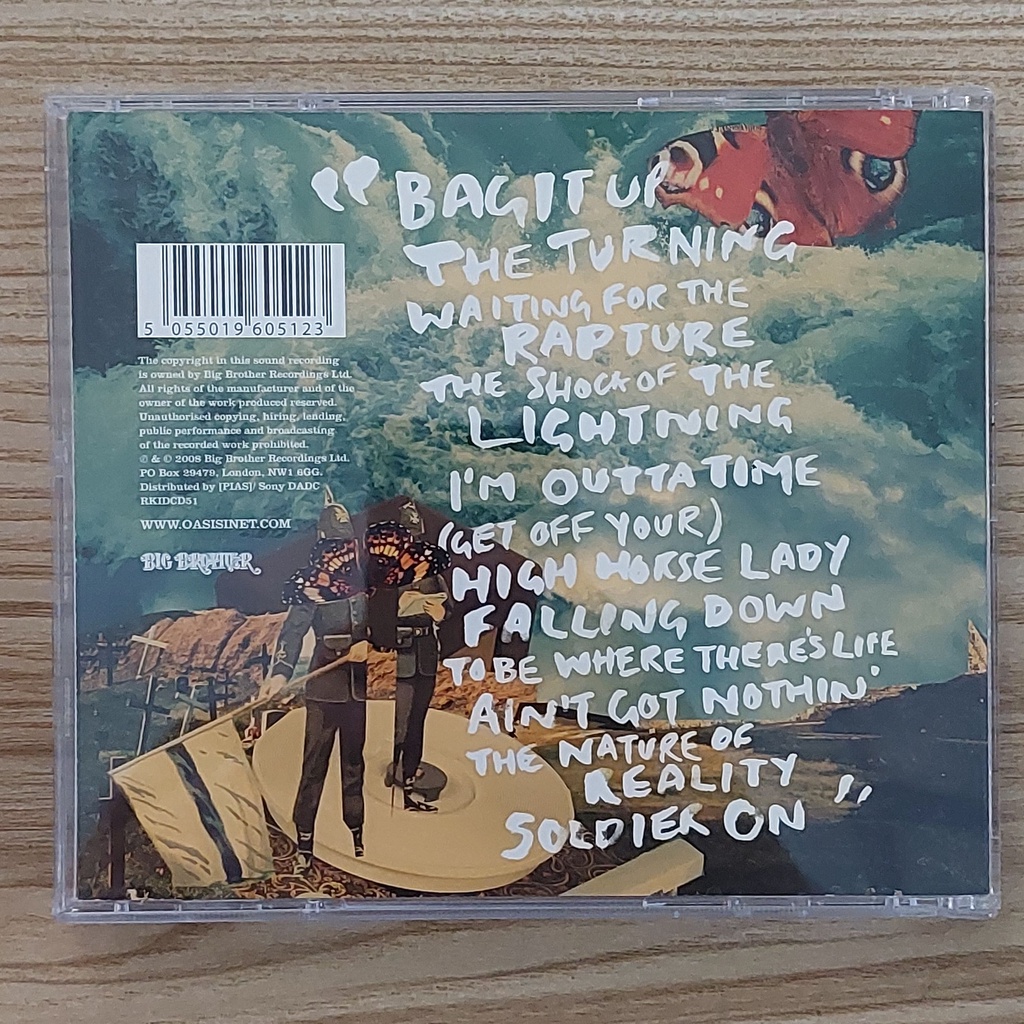 “ BAG IT UP
THE TURNING
WAITING FOR THE
RAPTURE
THE SHOCK OF THE
LIGHTNING
I'M OUTTA TIME
(GET OFF YOUR)
HIGH HORSE LADY
FALLING DOWN
TO BE WHERE THERE'S LIFE
AIN'T GOT NOTHIN'
THE NATURE OF
REALITY
SOLDIER ON ”
5 055019 605123
The copyright in this sound recording
is owned by Big Brother Recordings Ltd.
All rights of the manufacturer and of the
owner of the work produced reserved.
Unauthorised copying, hiring, lending,
public performance and broadcasting
of the recorded work prohibited.
℗ & © 2008 Big Brother Recordings Ltd.
PO Box 29479, London, NW1 6GG.
Distributed by [PIAS]/ Sony DADC
RKIDCD51
WWW.OASISINET.COM
BIG BROTHER